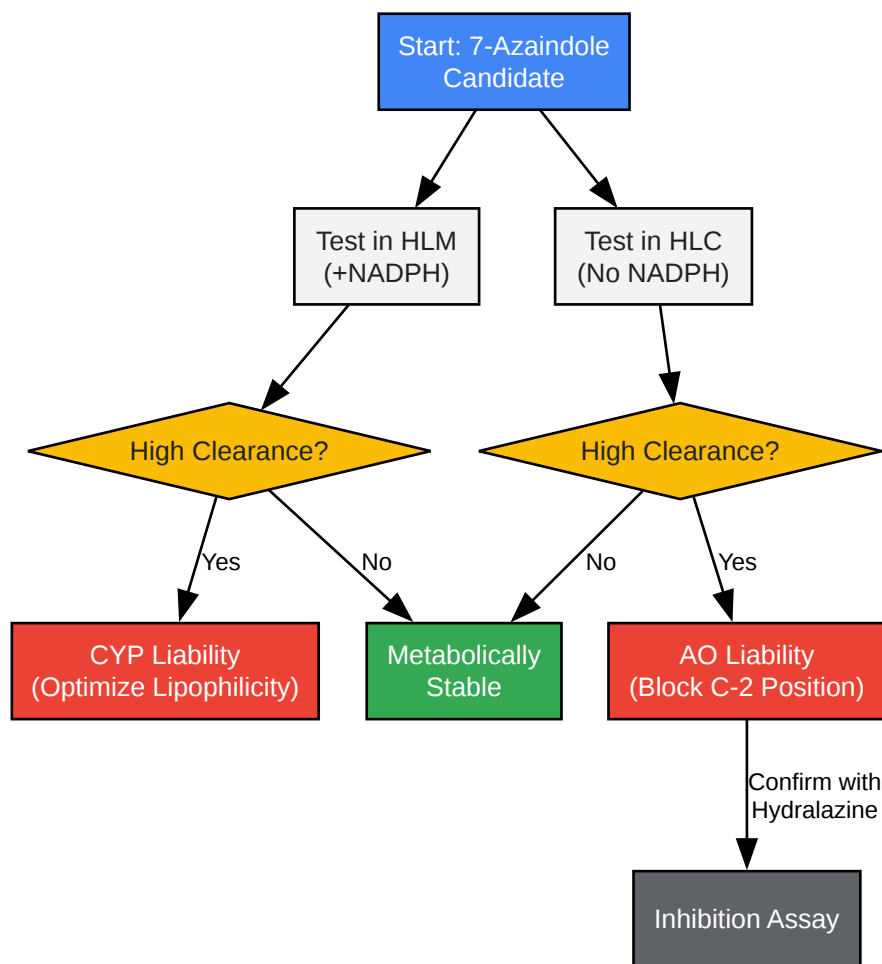 Start: 7-Azaindole
Candidate
Test in HLM
(+NADPH)
Test in HLC
(No NADPH)
High Clearance?
High Clearance?
Yes
No
No
Yes
CYP Liability
(Optimize Lipophilicity)
Metabolically
Stable
AO Liability
(Block C-2 Position)
Confirm with
Hydralazine
Inhibition Assay